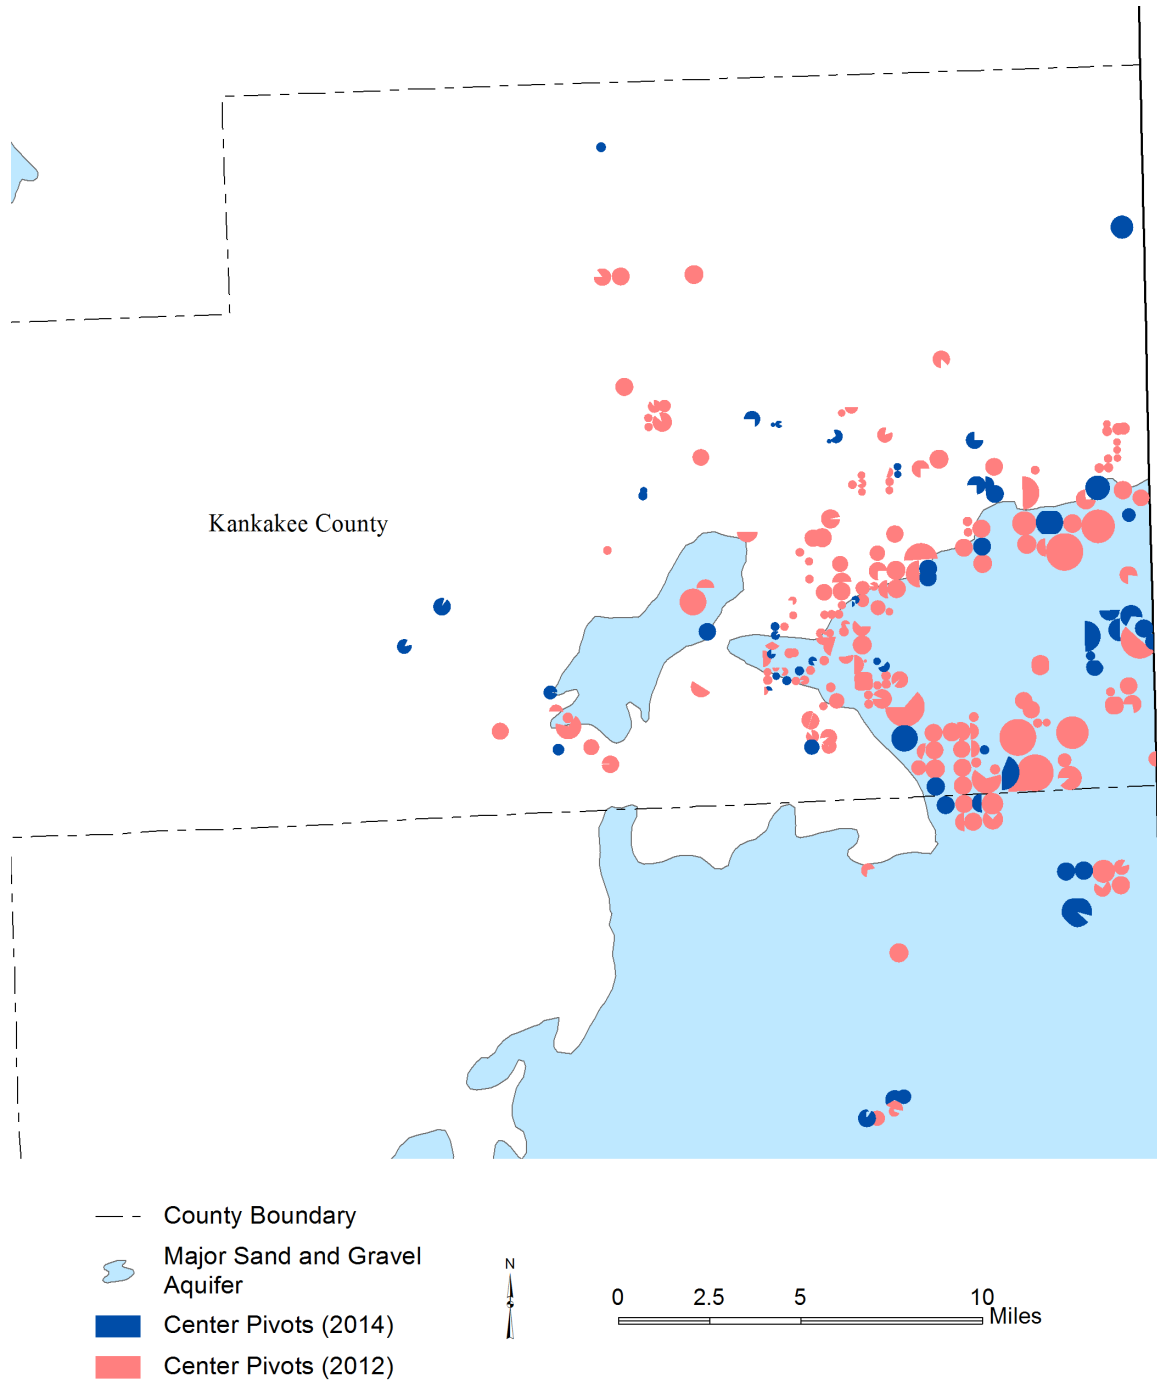 Kankakee County
County Boundary
Major Sand and Gravel
Aquifer
Center Pivots (2014)
Center Pivots (2012)
N
0 2.5 5 10
Miles